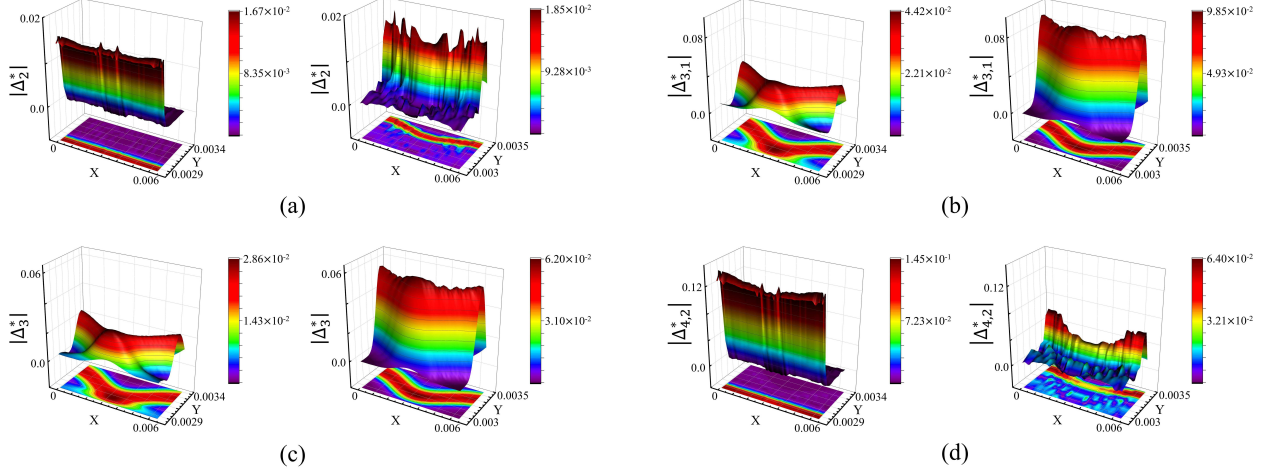 0.02
0.0
|Δ*2|
0
X
0.006
0.0029
Y
0.0034
1.67×10⁻²
8.35×10⁻³
0.02
0.0
|Δ*2|
0
X
0.006
0.003
Y
0.0035
1.85×10⁻²
9.28×10⁻³
(a)
0.08
0.0
|Δ*3,1|
0
X
0.006
0.0029
Y
0.0034
4.42×10⁻²
2.21×10⁻²
0.08
0.0
|Δ*3,1|
0
X
0.006
0.003
Y
0.0035
9.85×10⁻²
4.93×10⁻²
(b)
0.06
0.0
|Δ*3|
0
X
0.006
0.0029
Y
0.0034
2.86×10⁻²
1.43×10⁻²
0.06
0.0
|Δ*3|
0
X
0.006
0.003
Y
0.0035
6.20×10⁻²
3.10×10⁻²
(c)
0.12
0.0
|Δ*4,2|
0
X
0.006
0.0029
Y
0.0034
1.45×10⁻¹
7.23×10⁻²
0.12
0.0
|Δ*4,2|
0
X
0.006
0.003
Y
0.0035
6.40×10⁻²
3.21×10⁻²
(d)